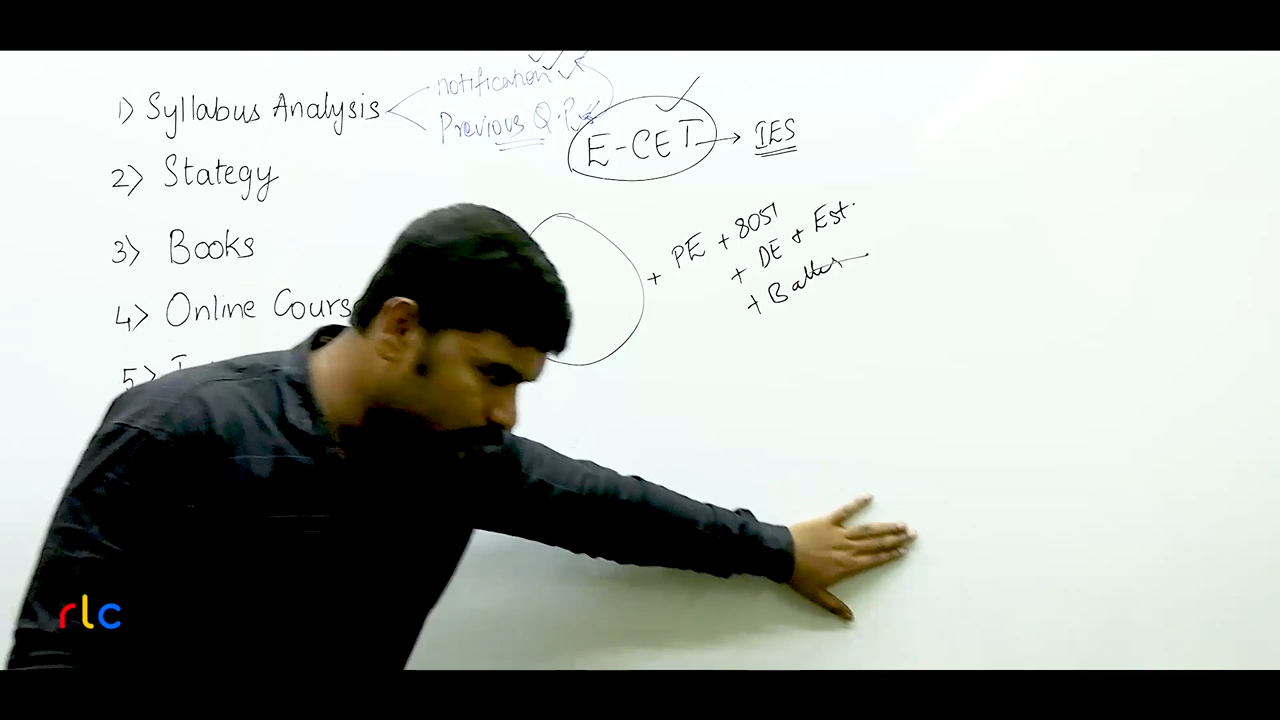 1) Syllabus Analysis
notification
Previous Q.P
E-CET → IES
2) Stategy
3) Books
4) Online Cours
5)
+ PE + 8051
+ DE + Est.
+
rlc